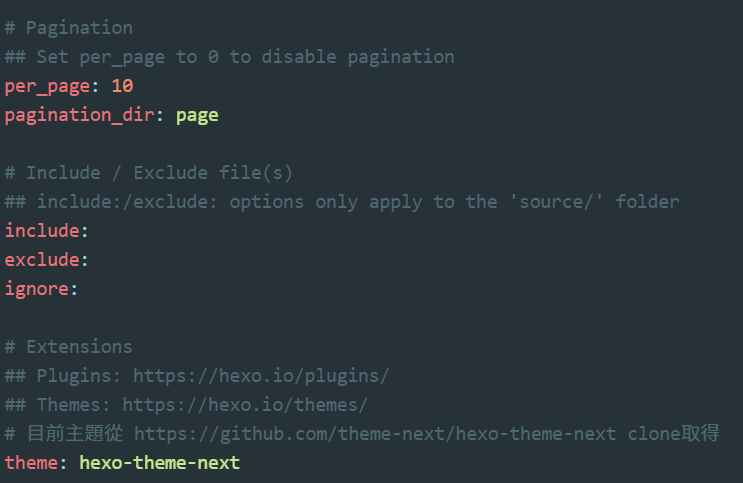 # Pagination
## Set per_page to 0 to disable pagination
per_page: 10
pagination_dir: page
# Include / Exclude file(s)
## include:/exclude: options only apply to the 'source/' folder
include:
exclude:
ignore:
# Extensions
## Plugins: https://hexo.io/plugins/
## Themes: https://hexo.io/themes/
# 目前主題從 https://github.com/theme-next/hexo-theme-next clone取得
theme: hexo-theme-next